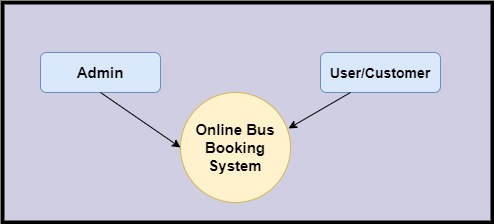 Admin
User/Customer
Online Bus
Booking
System